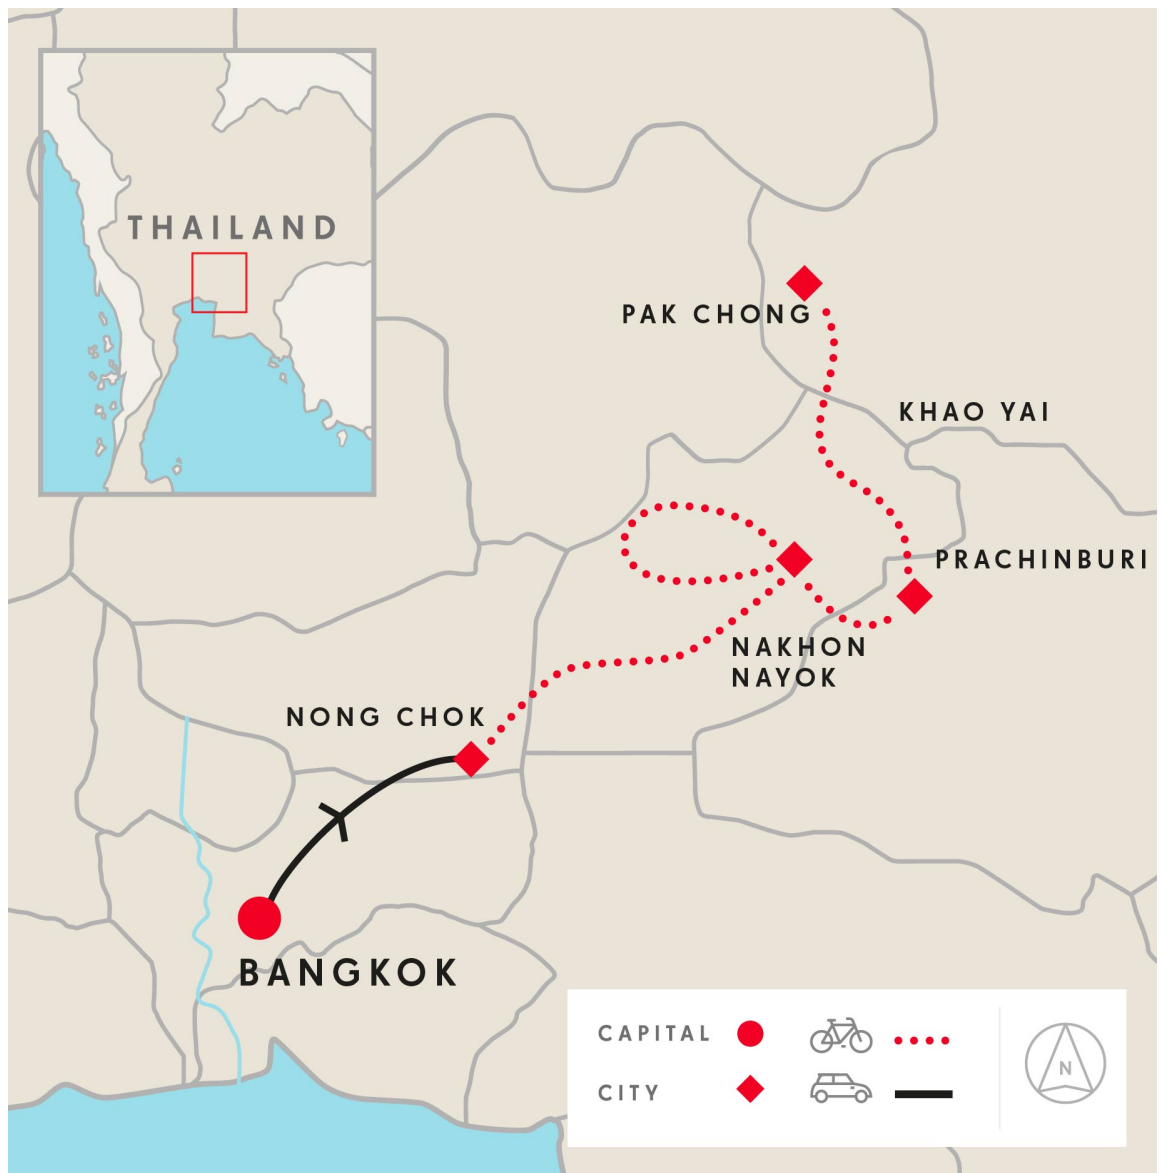 THAILAND
PAK CHONG
KHAO YAI
PRACHINBURI
NAKHON
NAYOK
NONG CHOK
BANGKOK
CAPITAL
CITY
N